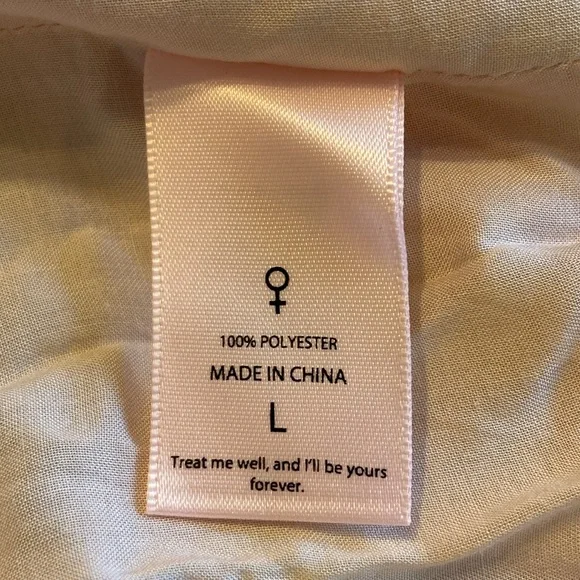 ♀
100% POLYESTER
MADE IN CHINA
L
Treat me well, and I'll be yours
forever.